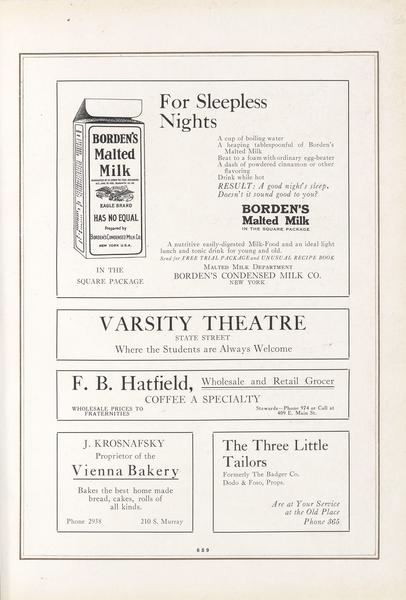 BORDEN'S
Malted
Milk
EAGLE BRAND
HAS NO EQUAL
Prepared by
BORDEN'S CONDENSED MILK CO.
NEW YORK U.S.A.
IN THE
SQUARE PACKAGE
For Sleepless
Nights
A cup of boiling water
A heaping tablespoonful of Borden's
Malted Milk
Beat to a foam with ordinary egg-beater
A dash of powdered cinnamon or other
flavoring
Drink while hot
RESULT: A good night's sleep.
Doesn't it sound good to you?
BORDEN'S
Malted Milk
IN THE SQUARE PACKAGE
A nutritive easily-digested Milk-Food and an ideal light
lunch and tonic drink for young and old.
Send for FREE TRIAL PACKAGE and UNUSUAL RECIPE BOOK
MALTED MILK DEPARTMENT
BORDEN'S CONDENSED MILK CO.
NEW YORK
VARSITY THEATRE
STATE STREET
Where the Students are Always Welcome
F. B. Hatfield, Wholesale and Retail Grocer
COFFEE A SPECIALTY
WHOLESALE PRICES TO
FRATERNITIES
Stewards—Phone 974 or Call at
409 E. Main St.
J. KROSNAFSKY
Proprietor of the
Vienna Bakery
Bakes the best home made
bread, cakes, rolls of
all kinds.
Phone 2938 210 S. Murray
The Three Little
Tailors
Formerly The Badger Co.
Dodo & Foso, Props.
Are at Your Service
at the Old Place
Phone 365
689